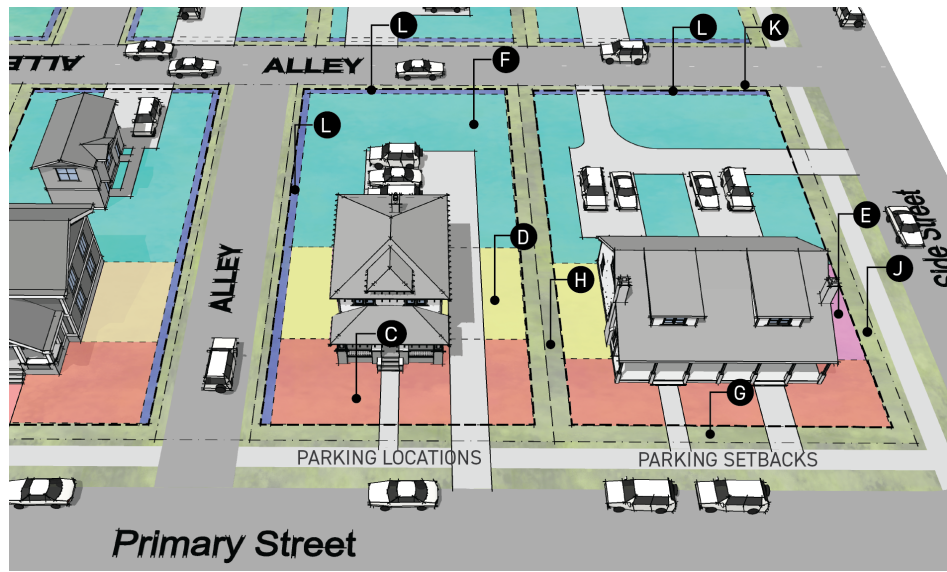 L
L
K
ALLEY
ALLEY
F
L
D
E
ALLEY
Side Street
H
J
C
G
PARKING LOCATIONS
PARKING SETBACKS
Primary Street